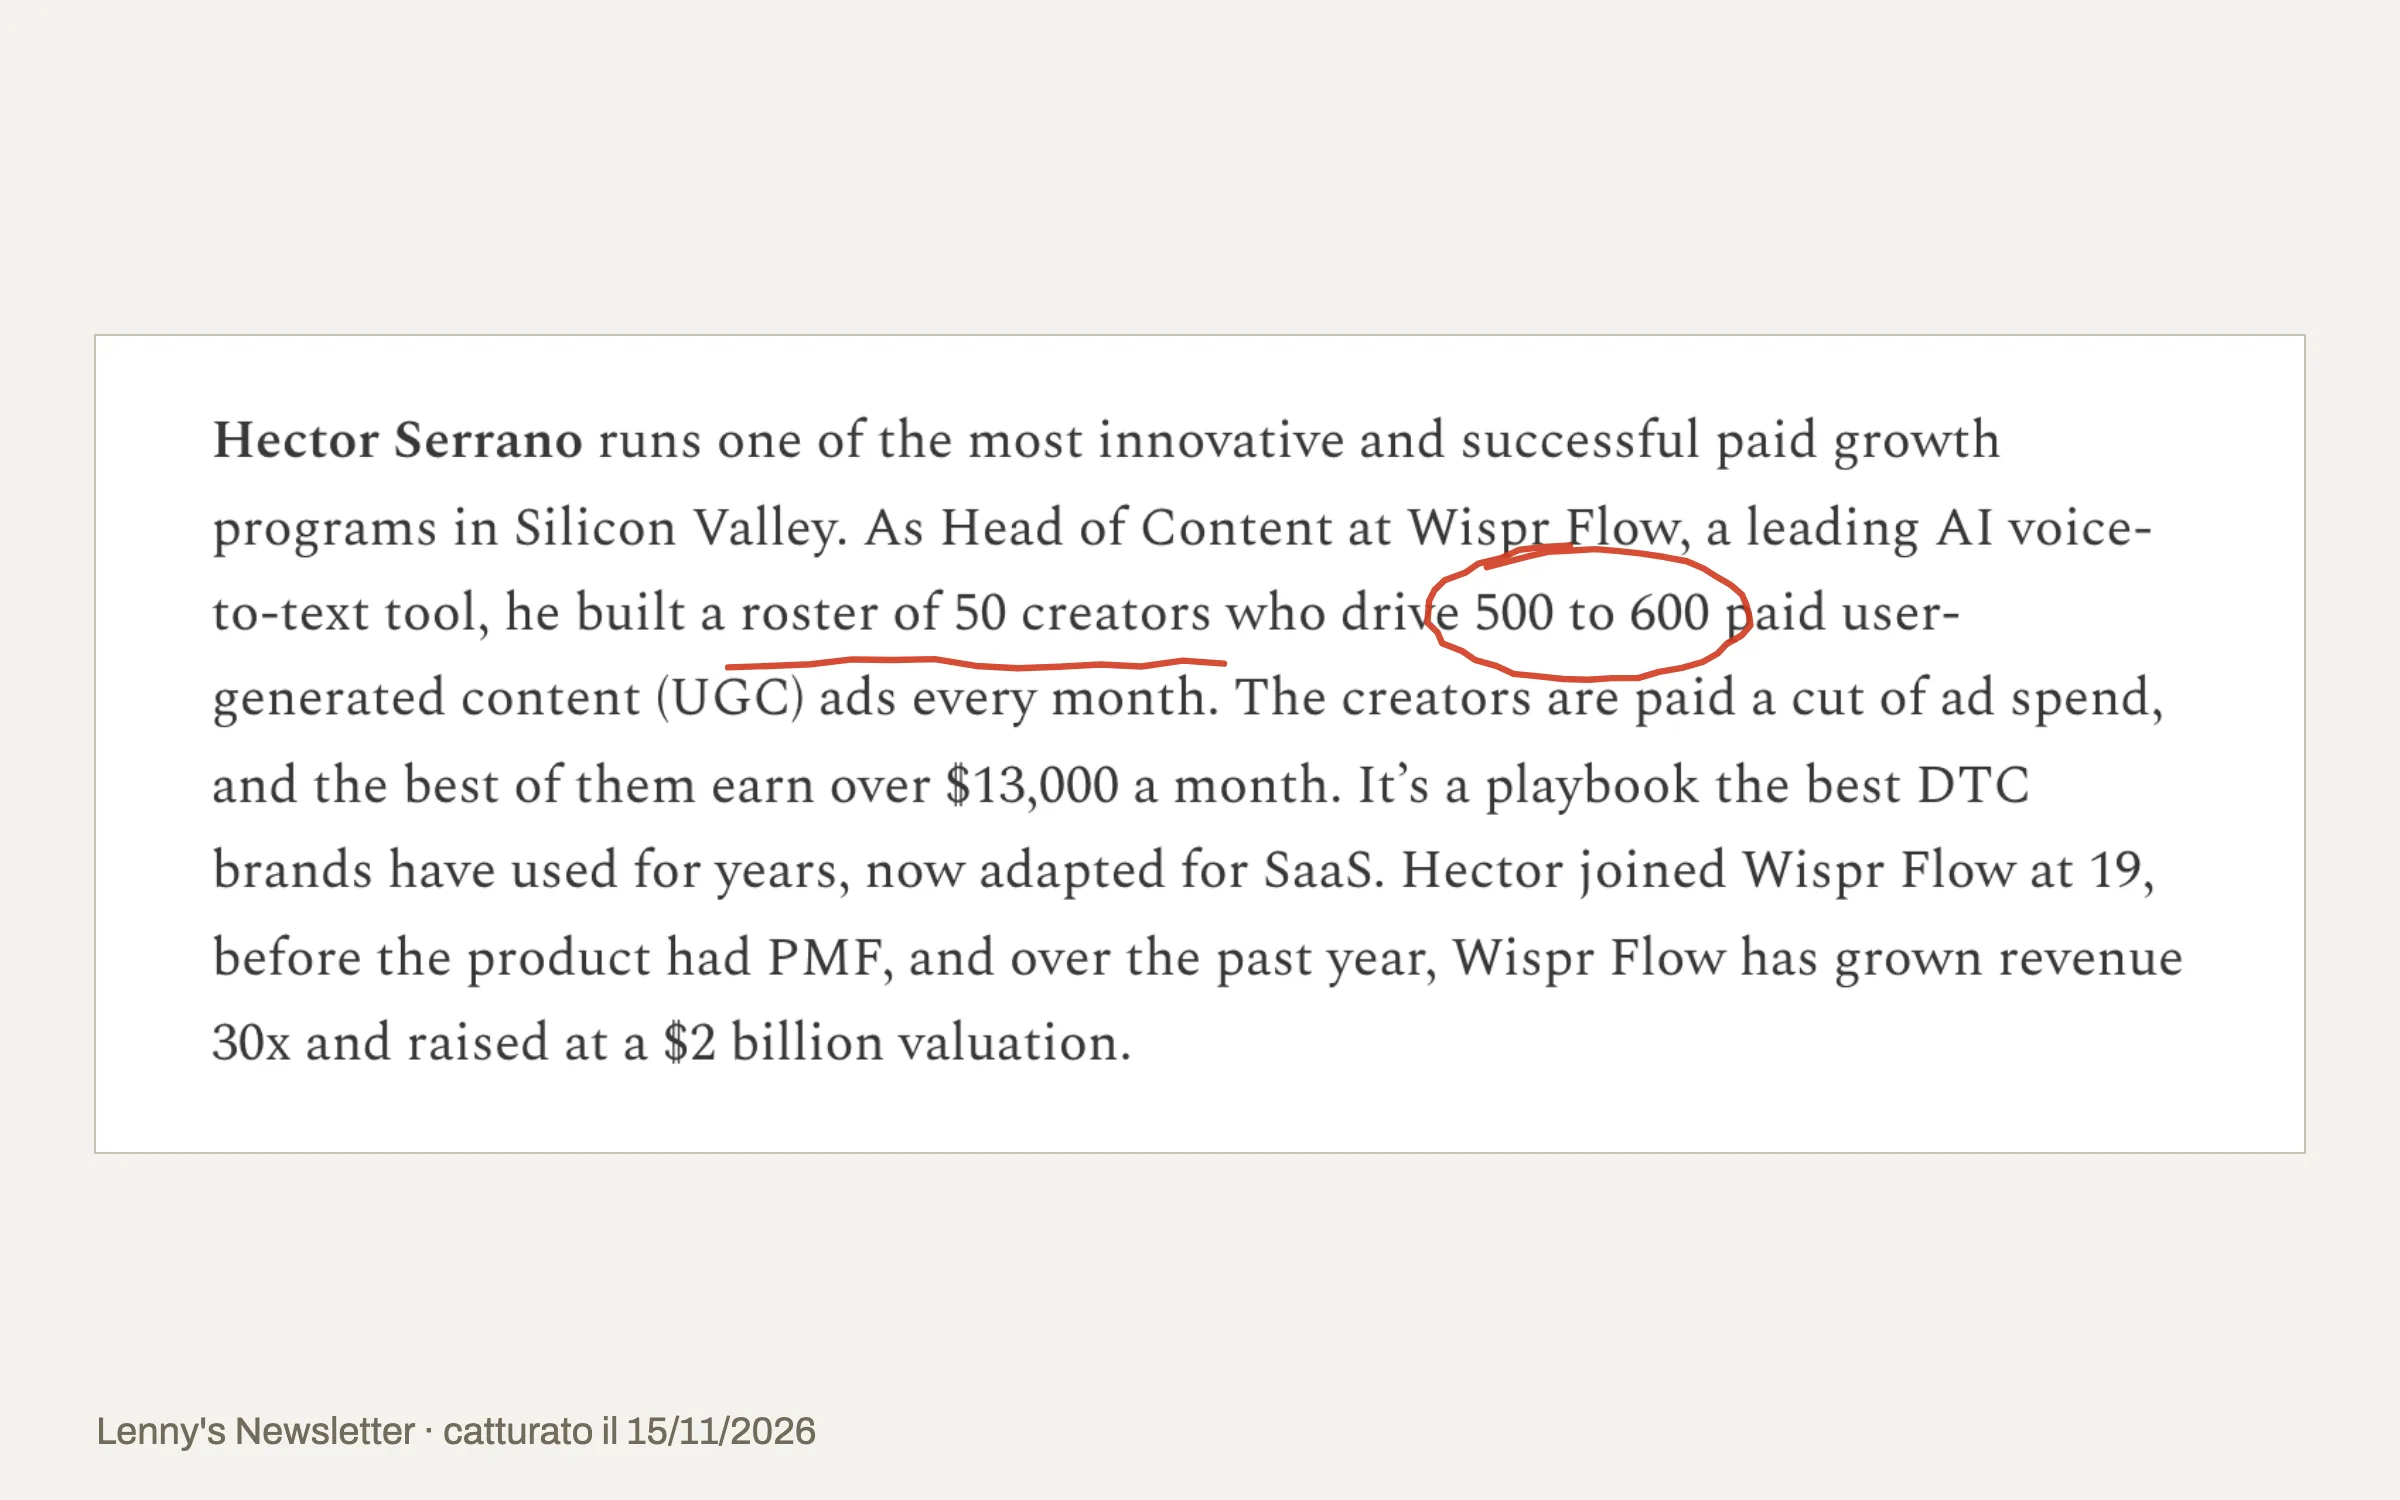 Hector Serrano runs one of the most innovative and successful paid growth
programs in Silicon Valley. As Head of Content at Wispr Flow, a leading AI voice-
to-text tool, he built a roster of 50 creators who drive 500 to 600 paid user-
generated content (UGC) ads every month. The creators are paid a cut of ad spend,
and the best of them earn over $13,000 a month. It’s a playbook the best DTC
brands have used for years, now adapted for SaaS. Hector joined Wispr Flow at 19,
before the product had PMF, and over the past year, Wispr Flow has grown revenue
30x and raised at a $2 billion valuation.
Lenny's Newsletter · catturato il 15/11/2026